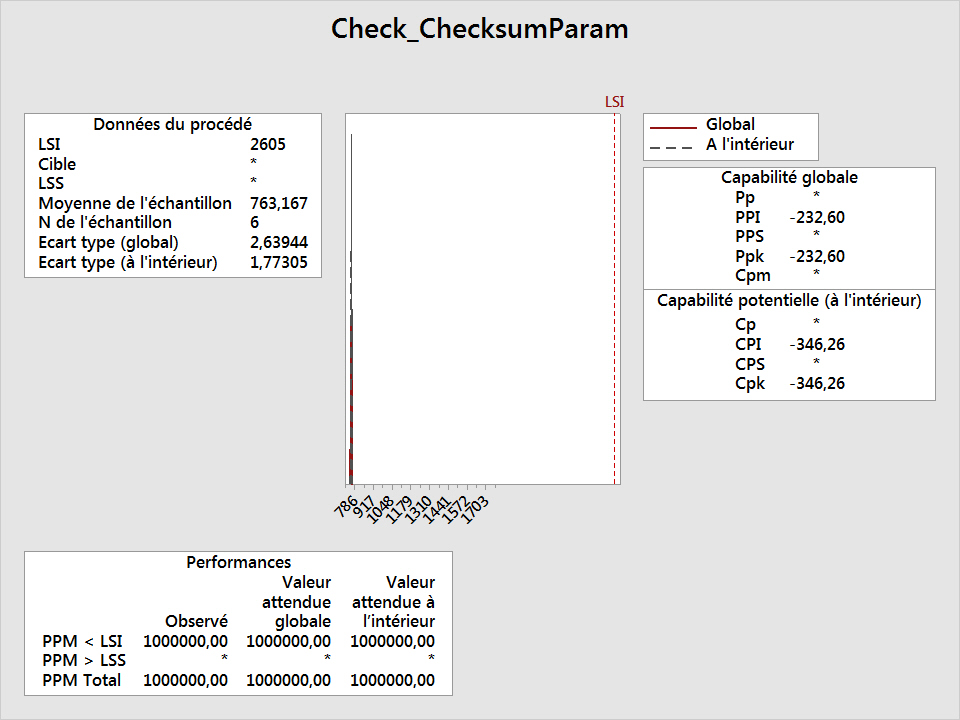 Check_ChecksumParam
LSI
Données du procédé
LSI 2605
Cible *
LSS *
Moyenne de l'échantillon 763,167
N de l'échantillon 6
Ecart type (global) 2,63944
Ecart type (à l'intérieur) 1,77305
Global
A l'intérieur
Capabilité globale
Pp *
PPI -232,60
PPS *
Ppk -232,60
Cpm *
Capabilité potentielle (à l'intérieur)
Cp *
CPI -346,26
CPS *
Cpk -346,26
786 917 1048 1179 1310 1441 1572 1703
Performances
Valeur Valeur
attendue attendue à
Observé globale l'intérieur
PPM < LSI 1000000,00 1000000,00 1000000,00
PPM > LSS * * *
PPM Total 1000000,00 1000000,00 1000000,00